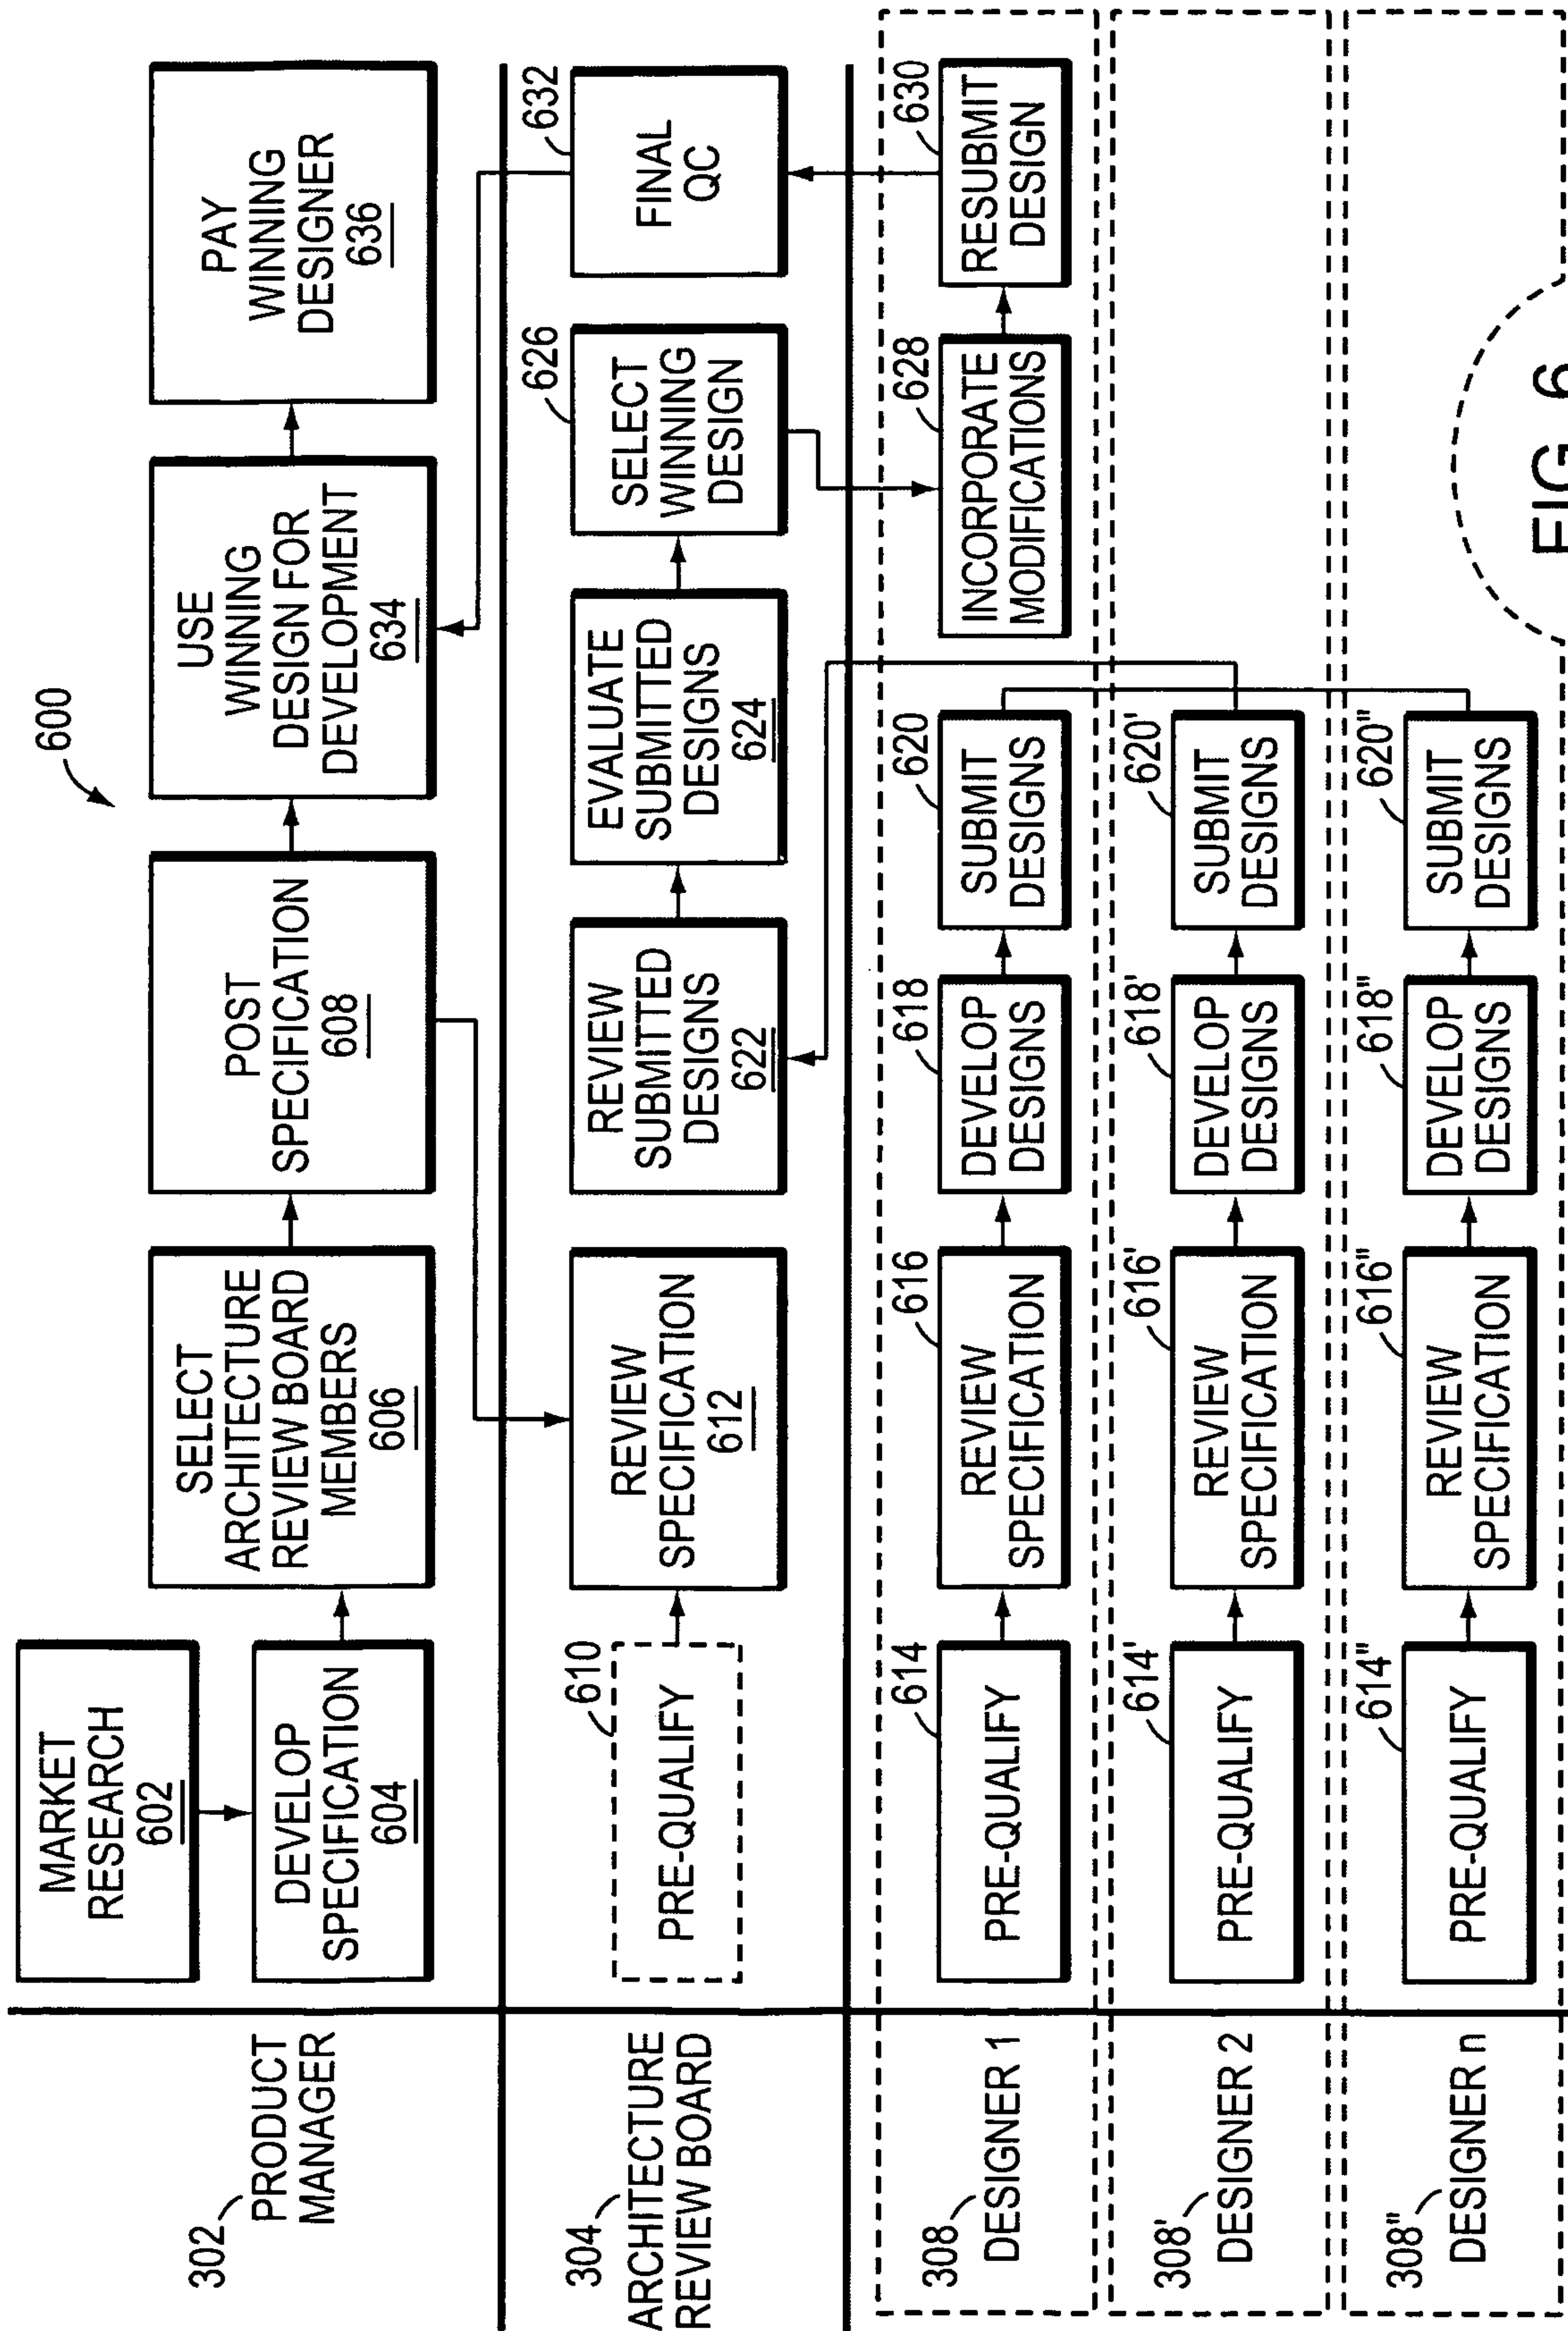 600
302
PRODUCT
MANAGER
MARKET
RESEARCH
602
DEVELOP
SPECIFICATION
604
SELECT
ARCHITECTURE
REVIEW BOARD
MEMBERS
606
POST
SPECIFICATION
608
USE
WINNING
DESIGN FOR
DEVELOPMENT
634
PAY
WINNING
DESIGNER
636
304
ARCHITECTURE
REVIEW BOARD
610
PRE-QUALIFY
REVIEW
SPECIFICATION
612
REVIEW
SUBMITTED
DESIGNS
622
EVALUATE
SUBMITTED
DESIGNS
624
626
SELECT
WINNING
DESIGN
632
FINAL
QC
308
DESIGNER 1
614
PRE-QUALIFY
616
REVIEW
SPECIFICATION
618
DEVELOP
DESIGNS
620
SUBMIT
DESIGNS
628
INCORPORATE
MODIFICATIONS
630
RESUBMIT
DESIGN
308'
DESIGNER 2
614'
PRE-QUALIFY
616'
REVIEW
SPECIFICATION
618'
DEVELOP
DESIGNS
620'
SUBMIT
DESIGNS
308"
DESIGNER n
614"
PRE-QUALIFY
616"
REVIEW
SPECIFICATION
618"
DEVELOP
DESIGNS
620"
SUBMIT
DESIGNS
FIG. 6